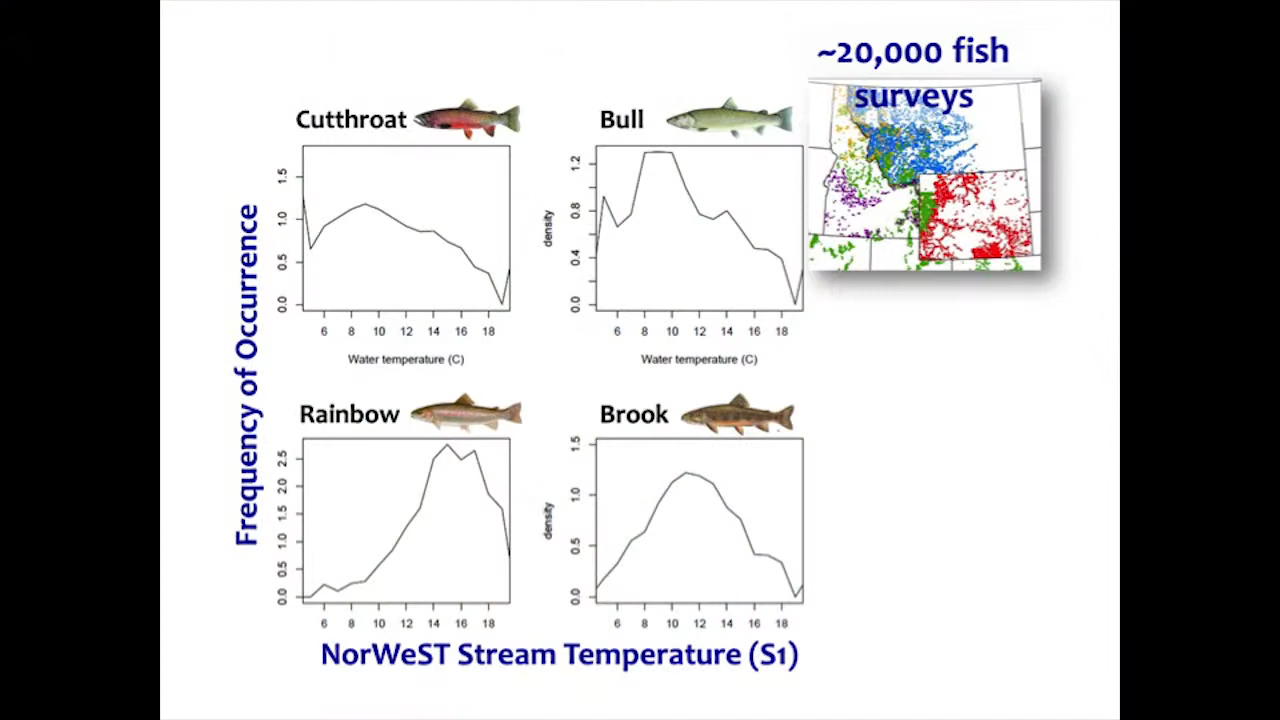 ~20,000 fish
surveys
Cutthroat
Bull
Frequency of Occurrence
0.0 0.5 1.0 1.5
6 8 10 12 14 16 18
Water temperature (C)
density
0.0 0.4 0.8 1.2
6 8 10 12 14 16 18
Water temperature (C)
Rainbow
Brook
0.0 0.5 1.0 1.5 2.0 2.5
6 8 10 12 14 16 18
density
0.0 0.5 1.0 1.5
6 8 10 12 14 16 18
NorWeST Stream Temperature (S1)